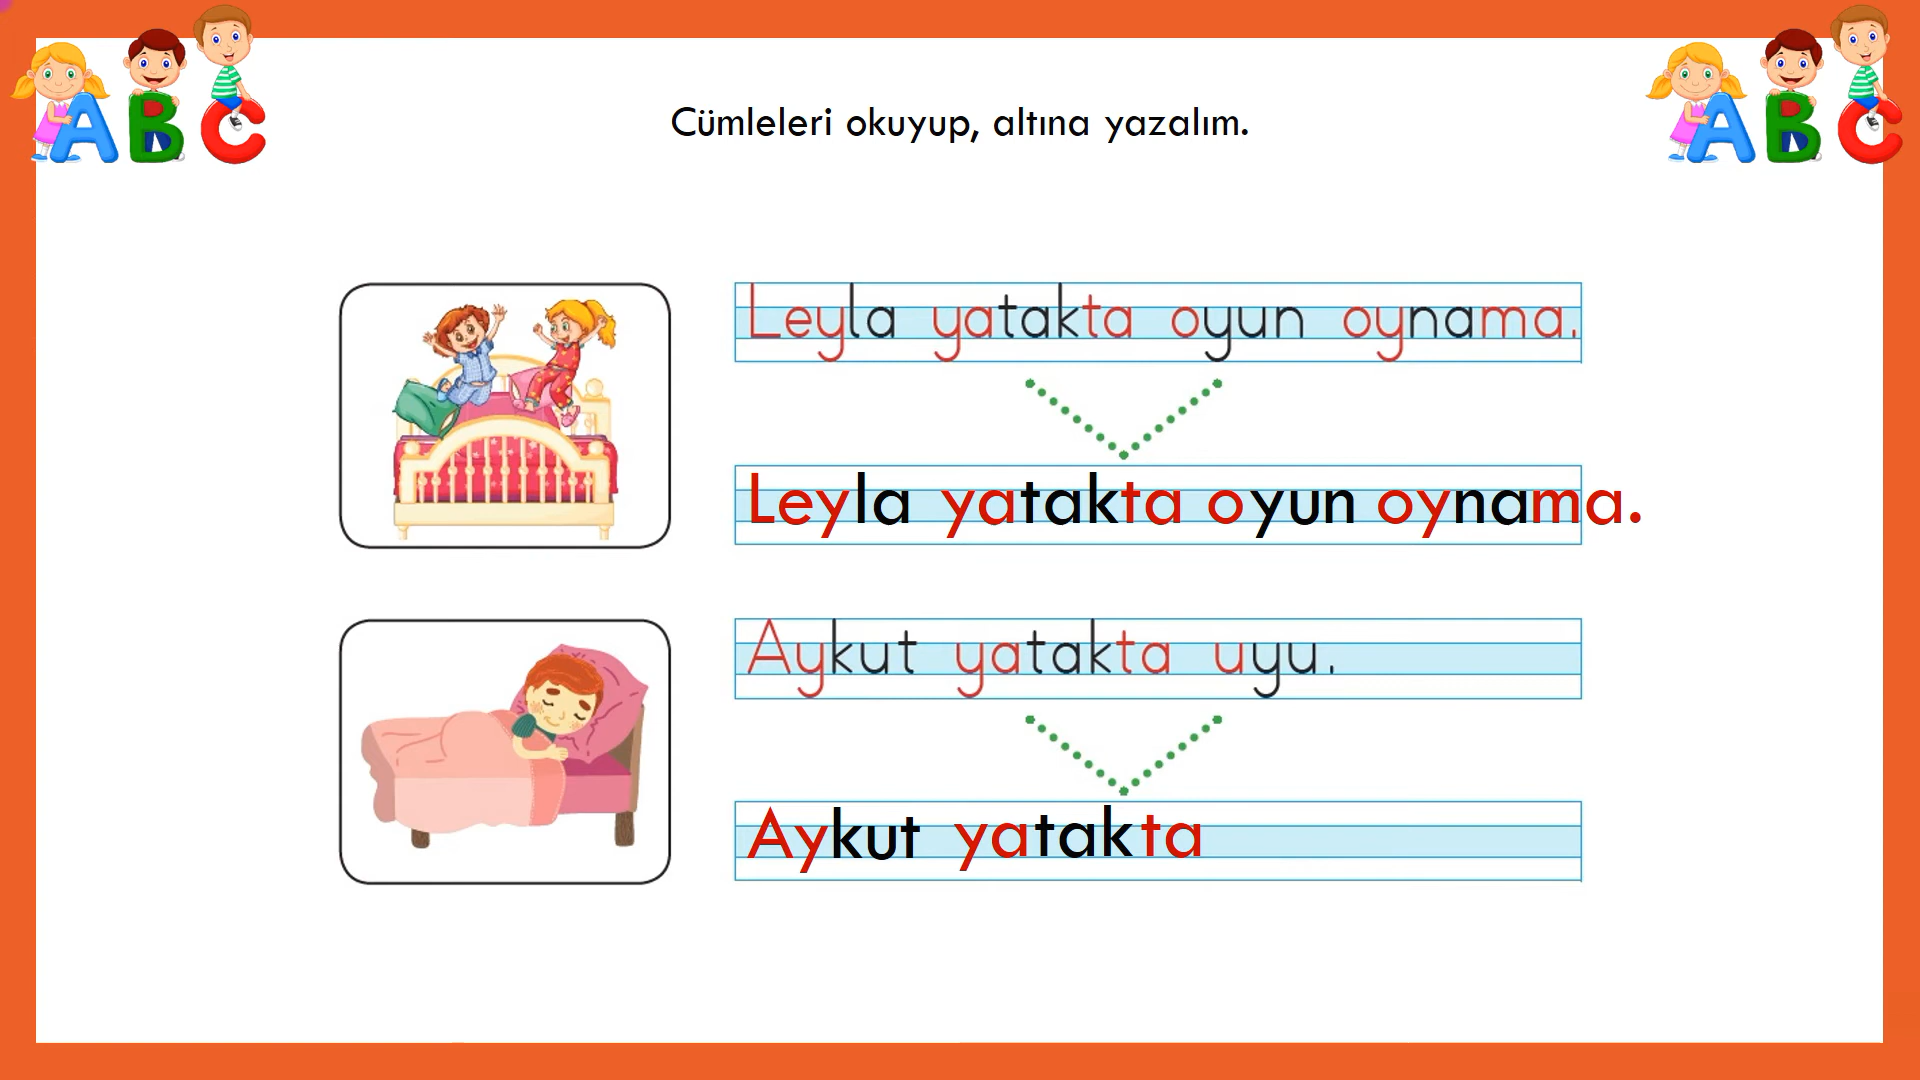 A B C
A B C
Cümleleri okuyup, altına yazalım.
Leyla yatakta oyun oynama.
Leyla yatakta oyun oynama.
Aykut yatakta uyu.
Aykut yatakta